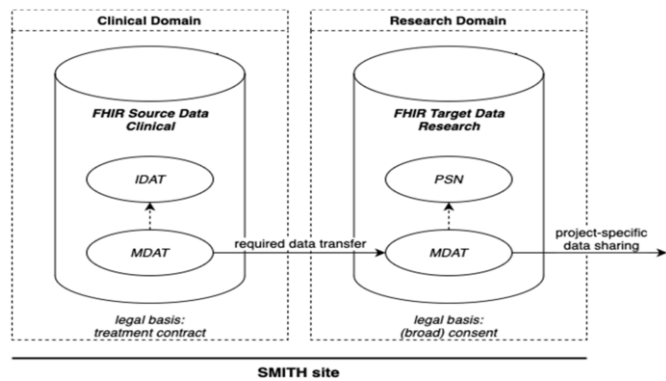 Clinical Domain
Research Domain
FHIR Source Data
Clinical
FHIR Target Data
Research
IDAT
PSN
MDAT
required data transfer
MDAT
project-specific
data sharing
legal basis:
treatment contract
legal basis:
(broad) consent
SMITH site